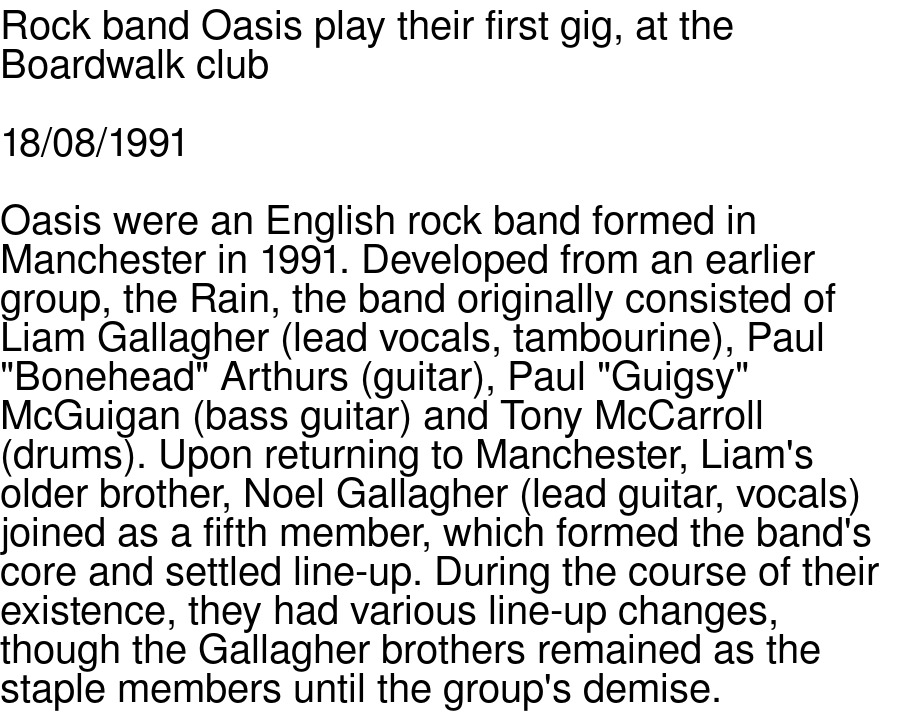 Rock band Oasis play their first gig, at the
Boardwalk club
18/08/1991
Oasis were an English rock band formed in
Manchester in 1991. Developed from an earlier
group, the Rain, the band originally consisted of
Liam Gallagher (lead vocals, tambourine), Paul
"Bonehead" Arthurs (guitar), Paul "Guigsy"
McGuigan (bass guitar) and Tony McCarroll
(drums). Upon returning to Manchester, Liam's
older brother, Noel Gallagher (lead guitar, vocals)
joined as a fifth member, which formed the band's
core and settled line-up. During the course of their
existence, they had various line-up changes,
though the Gallagher brothers remained as the
staple members until the group's demise.